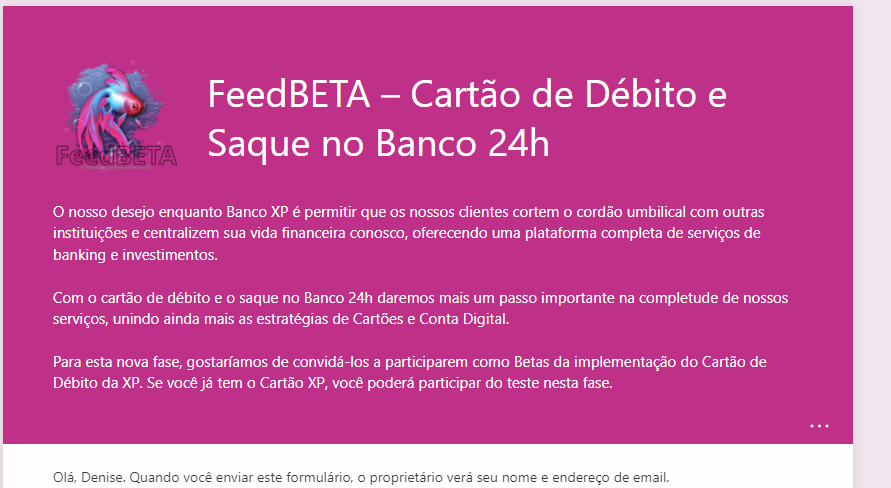 FeedBETA
FeedBETA – Cartão de Débito e
Saque no Banco 24h
O nosso desejo enquanto Banco XP é permitir que os nossos clientes cortem o cordão umbilical com outras
instituições e centralizem sua vida financeira conosco, oferecendo uma plataforma completa de serviços de
banking e investimentos.
Com o cartão de débito e o saque no Banco 24h daremos mais um passo importante na completude de nossos
serviços, unindo ainda mais as estratégias de Cartões e Conta Digital.
Para esta nova fase, gostaríamos de convidá-los a participarem como Betas da implementação do Cartão de
Débito da XP. Se você já tem o Cartão XP, você poderá participar do teste nesta fase.
Olá, Denise. Quando você enviar este formulário, o proprietário verá seu nome e endereço de email.